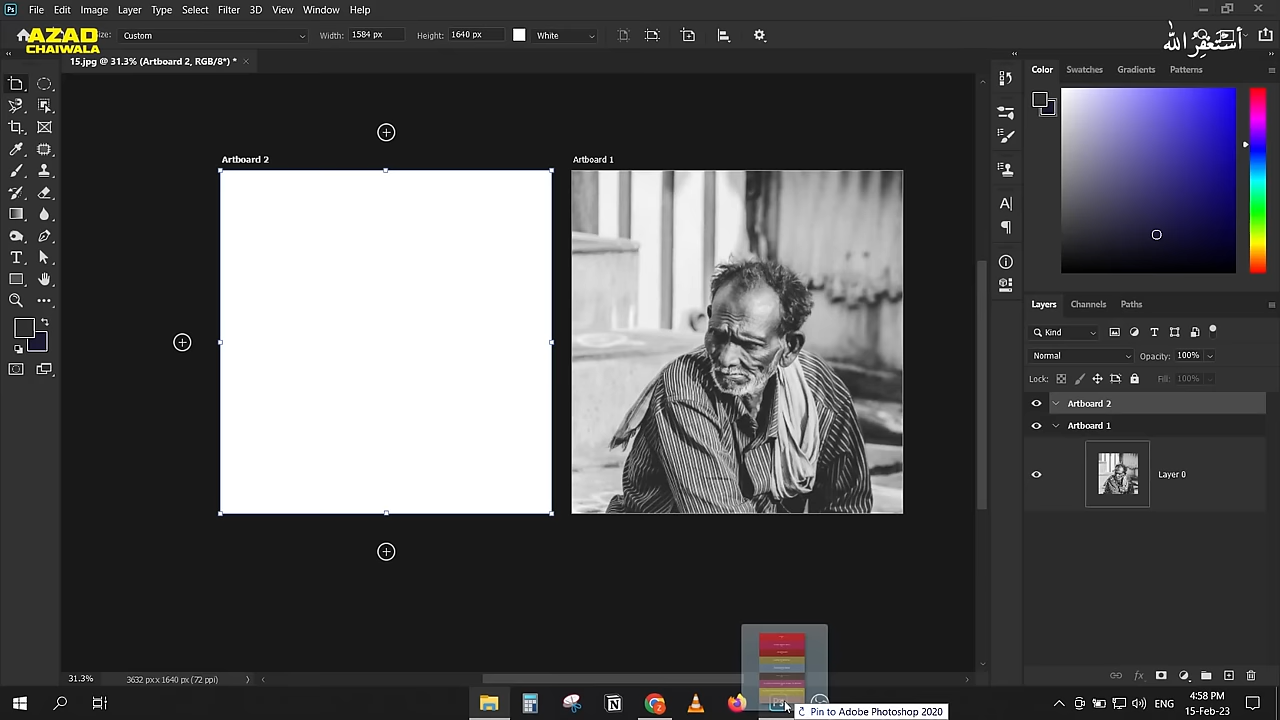 Ps File Edit Image Layer Type Select Filter 3D View Window Help
AZAD
CHAIWALA
Custom Width: 1584 px Height: 1640 px White
أستغفر الله
15.jpg @ 31.3% (Artboard 2, RGB/8*) *
Color Swatches Gradients Patterns
Artboard 2 Artboard 1
Layers Channels Paths
Kind
Normal Opacity: 100%
Lock: Fill: 100%
Artboard 2
Artboard 1
Layer 0
31.3% 3632 px x 1640 px (72 ppi)
ENG 4:58 PM
15-Feb-23
Pin to Adobe Photoshop 2020